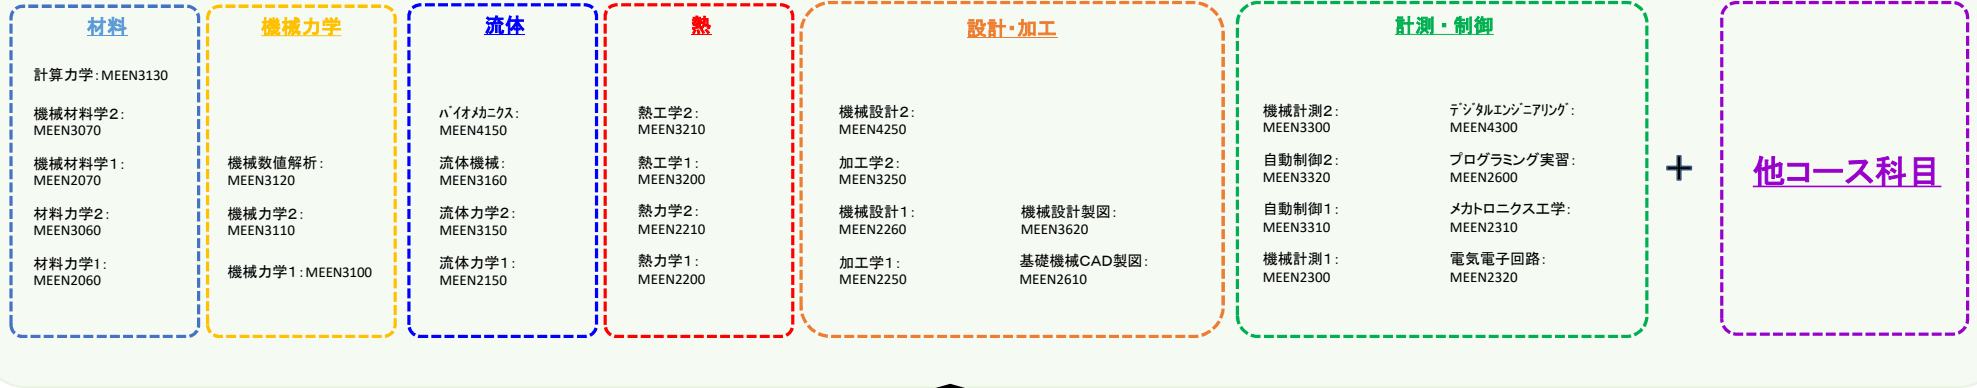 材料
計算力学：MEEN3130
機械材料学2：
MEEN3070
機械材料学1：
MEEN2070
材料力学2：
MEEN3060
材料力学1：
MEEN2060
機械力学
機械数値解析：
MEEN3120
機械力学2：
MEEN3110
機械力学1：MEEN3100
流体
ﾊﾞｲｵﾒｶﾆｸｽ：
MEEN4150
流体機械：
MEEN3160
流体力学2：
MEEN3150
流体力学1：
MEEN2150
熱
熱工学2：
MEEN3210
熱工学1：
MEEN3200
熱力学2：
MEEN2210
熱力学1：
MEEN2200
設計・加工
機械設計2：
MEEN4250
加工学2：
MEEN3250
機械設計1：
MEEN2260
加工学1：
MEEN2250
機械設計製図：
MEEN3620
基礎機械CAD製図：
MEEN2610
計測・制御
機械計測2：
MEEN3300
自動制御2：
MEEN3320
自動制御1：
MEEN3310
機械計測1：
MEEN2300
ﾃﾞｼﾞﾀﾙｴﾝｼﾞﾆｱﾘﾝｸﾞ：
MEEN4300
プログラミング実習：
MEEN2600
メカトロニクス工学：
MEEN2310
電気電子回路：
MEEN2320
+
他コース科目